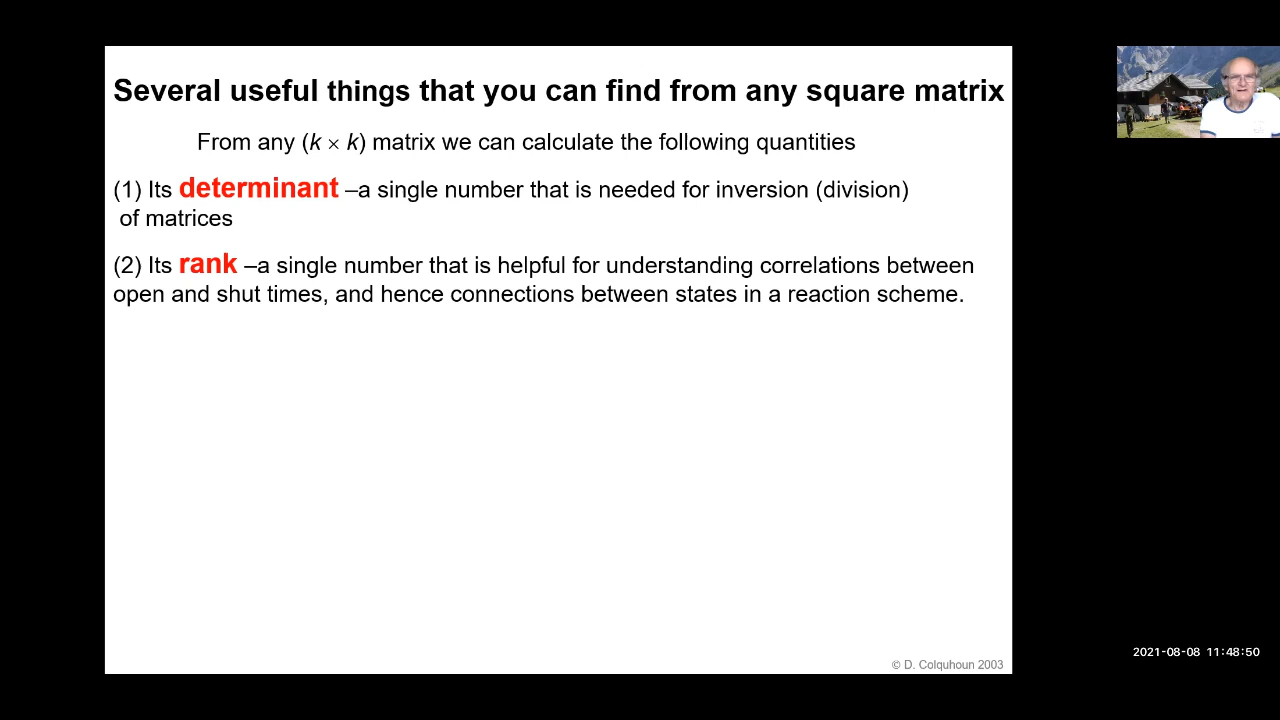 Several useful things that you can find from any square matrix
From any (k × k) matrix we can calculate the following quantities
(1) Its determinant –a single number that is needed for inversion (division)
of matrices
(2) Its rank –a single number that is helpful for understanding correlations between
open and shut times, and hence connections between states in a reaction scheme.
© D. Colquhoun 2003
2021-08-08 11:48:50